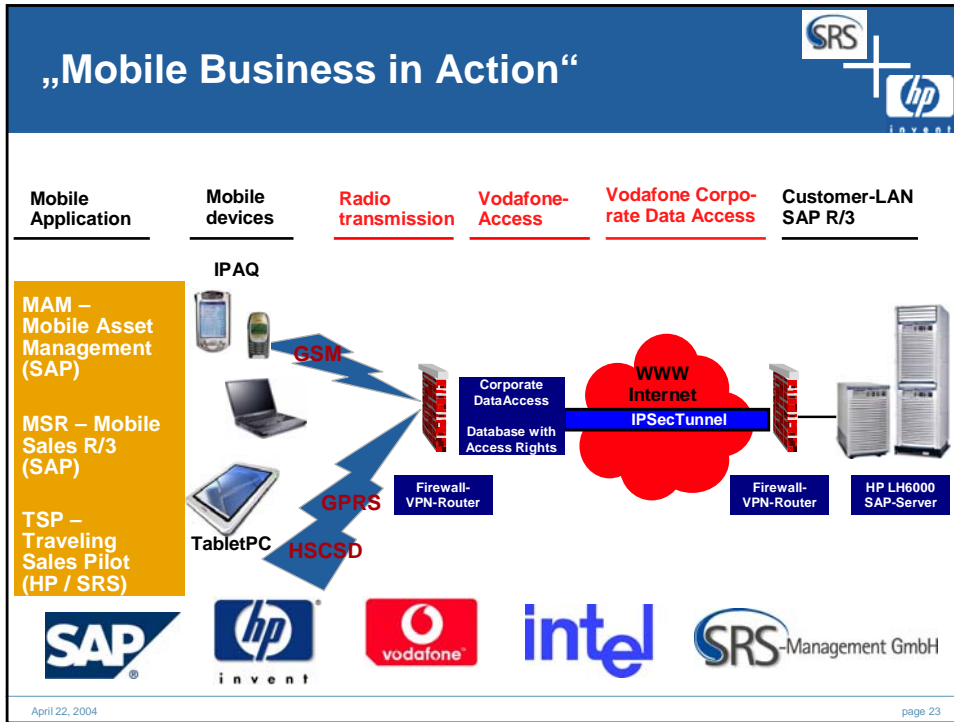 „Mobile Business in Action“
SRS
hp
invent
Mobile
Application
Mobile
devices
Radio
transmission
Vodafone-
Access
Vodafone Corpo-
rate Data Access
Customer-LAN
SAP R/3
IPAQ
MAM –
Mobile Asset
Management
(SAP)
MSR – Mobile
Sales R/3
(SAP)
TSP –
Traveling
Sales Pilot
(HP / SRS)
TabletPC
GSM
GPRS
HSCSD
Firewall-
VPN-Router
Corporate
DataAccess
Database with
Access Rights
WWW
Internet
IPSecTunnel
Firewall-
VPN-Router
HP LH6000
SAP-Server
SAP
®
hp
®
invent
vodafone™
intel
SRS-Management GmbH
April 22, 2004
page 23